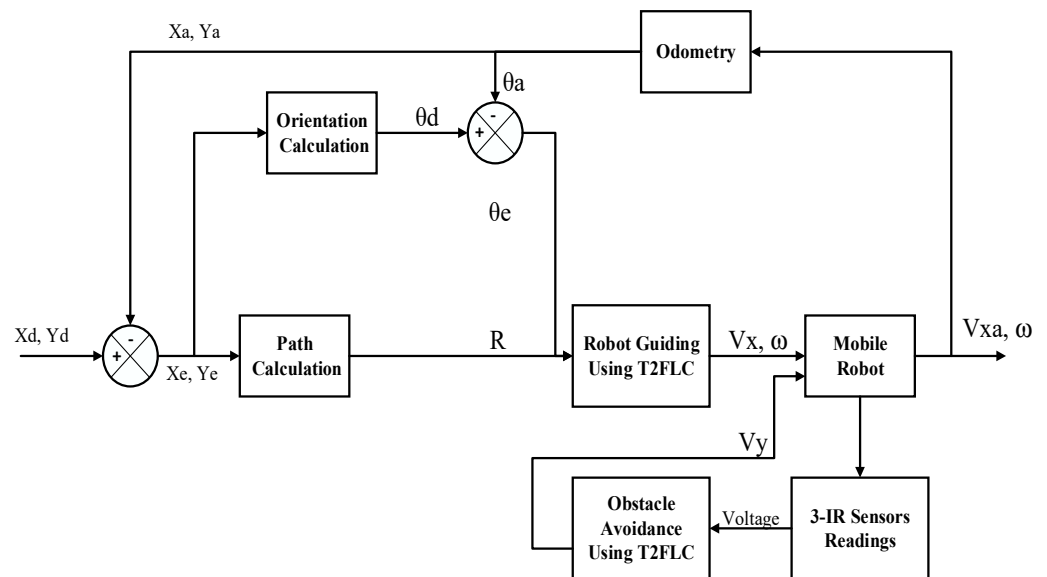 Xa, Ya
Odometry
θa
Orientation
Calculation
θd
-
+
θe
Xd, Yd
-
+
Xe, Ye
Path
Calculation
R
Robot Guiding
Using T2FLC
Vx, ω
Mobile
Robot
Vxa, ω
Vy
Obstacle
Avoidance
Using T2FLC
Voltage
3-IR Sensors
Readings